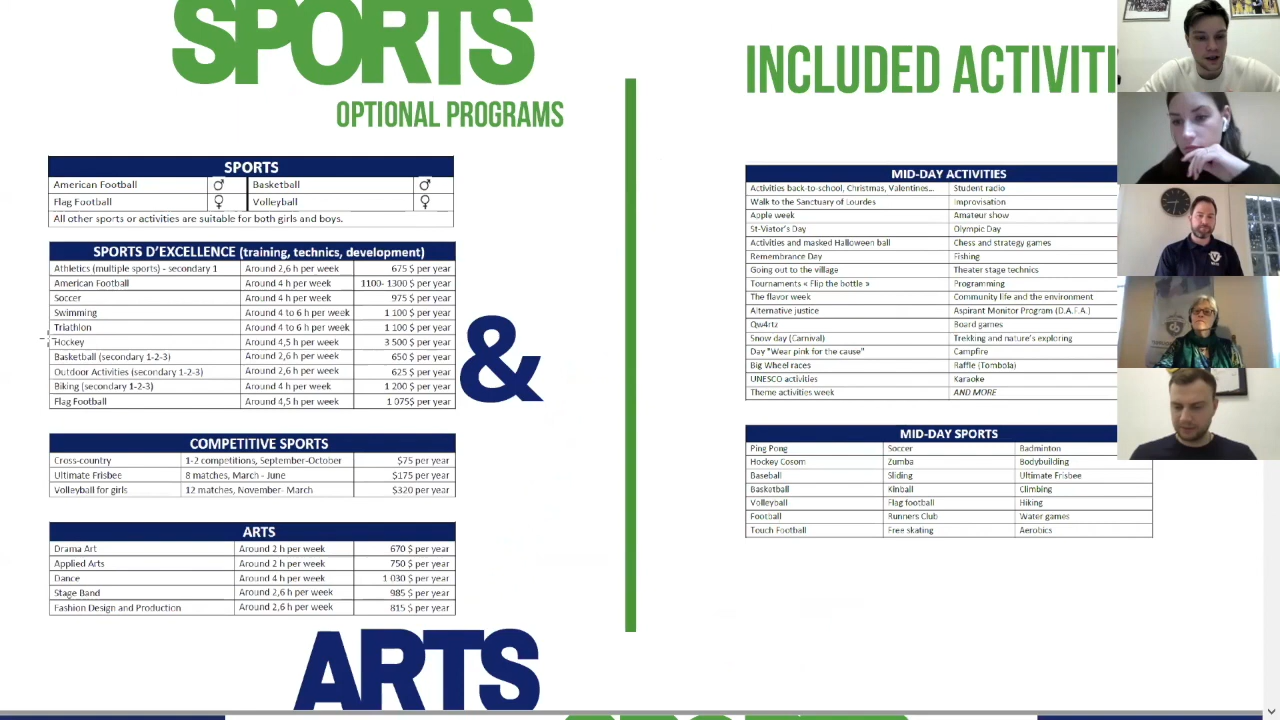 SPORTS
OPTIONAL PROGRAMS
SPORTS
American Football ♂ Basketball ♂
Flag Football ♀ Volleyball ♀
All other sports or activities are suitable for both girls and boys.
SPORTS D'EXCELLENCE (training, technics, development)
Athletics (multiple sports) - secondary 1 Around 2,6 h per week 675 $ per year
American Football Around 4 h per week 1100- 1300 $ per year
Soccer Around 4 h per week 975 $ per year
Swimming Around 4 to 6 h per week 1 100 $ per year
Triathlon Around 4 to 6 h per week 1 100 $ per year
Hockey Around 4,5 h per week 3 500 $ per year
Basketball (secondary 1-2-3) Around 2,6 h per week 650 $ per year
Outdoor Activities (secondary 1-2-3) Around 2,6 h per week 625 $ per year
Biking (secondary 1-2-3) Around 4 h per week 1 200 $ per year
Flag Football Around 4,5 h per week 1 075$ per year
COMPETITIVE SPORTS
Cross-country 1-2 competitions, September-October $75 per year
Ultimate Frisbee 8 matches, March - June $175 per year
Volleyball for girls 12 matches, November- March $320 per year
ARTS
Drama Art Around 2 h per week 670 $ per year
Applied Arts Around 2 h per week 750 $ per year
Dance Around 4 h per week 1 030 $ per year
Stage Band Around 2,6 h per week 985 $ per year
Fashion Design and Production Around 2,6 h per week 815 $ per year
&
ARTS
INCLUDED ACTIVITI
MID-DAY ACTIVITIES
Activities back-to-school, Christmas, Valentines... Student radio
Walk to the Sanctuary of Lourdes Improvisation
Apple week Amateur show
St-Viator's Day Olympic Day
Activities and masked Halloween ball Chess and strategy games
Remembrance Day Fishing
Going out to the village Theater stage technics
Tournaments « Flip the bottle » Programming
The flavor week Community life and the environment
Alternative justice Aspirant Monitor Program (D.A.F.A.)
Qw4rtz Board games
Snow day (Carnival) Trekking and nature's exploring
Day "Wear pink for the cause" Campfire
Big Wheel races Raffle (Tombola)
UNESCO activities Karaoke
Theme activities week AND MORE
MID-DAY SPORTS
Ping Pong Soccer Badminton
Hockey Cosom Zumba Bodybuilding
Baseball Sliding Ultimate Frisbee
Basketball Kinball Climbing
Volleyball Flag football Hiking
Football Runners Club Water games
Touch Football Free skating Aerobics